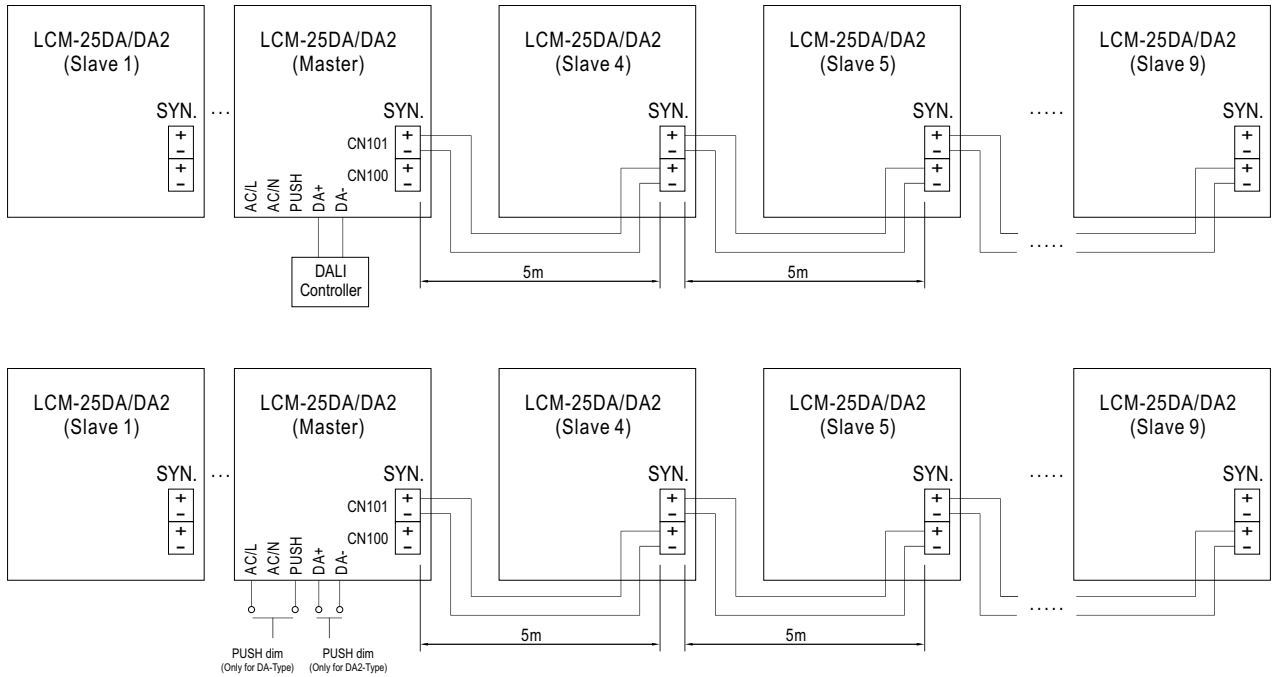 LCM-25DA/DA2
(Slave 1)
SYN.
+
-
+
-
...
LCM-25DA/DA2
(Master)
SYN.
CN101
+
-
CN100
+
-
AC/L
AC/N
PUSH
DA+
DA-
DALI
Controller
LCM-25DA/DA2
(Slave 4)
SYN.
+
-
+
-
5m
LCM-25DA/DA2
(Slave 5)
SYN.
+
-
+
-
5m
.....
.....
LCM-25DA/DA2
(Slave 9)
SYN.
+
-
+
-
LCM-25DA/DA2
(Slave 1)
SYN.
+
-
+
-
...
LCM-25DA/DA2
(Master)
SYN.
CN101
+
-
CN100
+
-
AC/L
AC/N
PUSH
DA+
DA-
PUSH dim
(Only for DA-Type)
PUSH dim
(Only for DA2-Type)
LCM-25DA/DA2
(Slave 4)
SYN.
+
-
+
-
5m
LCM-25DA/DA2
(Slave 5)
SYN.
+
-
+
-
5m
.....
.....
LCM-25DA/DA2
(Slave 9)
SYN.
+
-
+
-